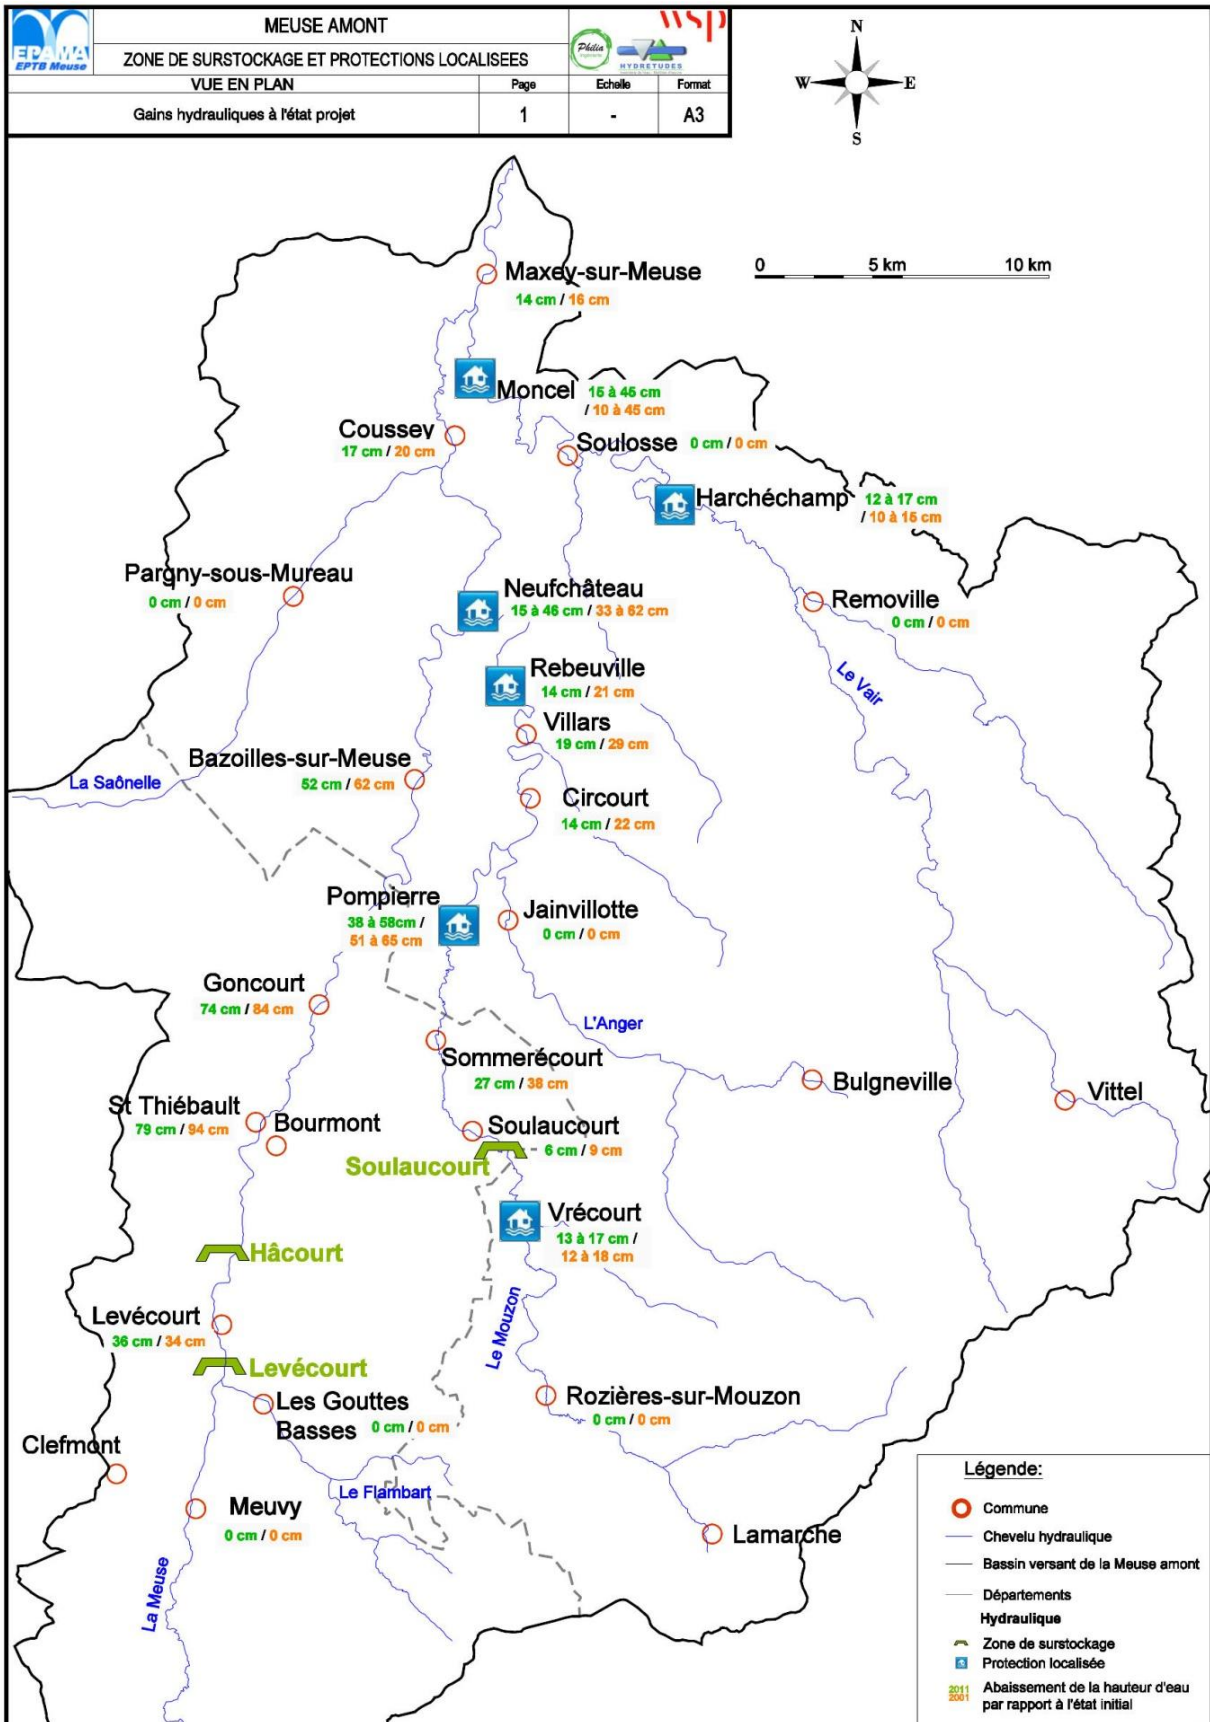 EPAMA
EPTB Meuse
MEUSE AMONT
ZONE DE SURSTOCKAGE ET PROTECTIONS LOCALISEES
Philia
wsp
HYDRETUDES
VUE EN PLAN
Page
Echelle
Format
Gains hydrauliques à l'état projet
1
-
A3
N
W
E
S
0 5 km 10 km
Maxey-sur-Meuse
14 cm / 16 cm
Moncel 15 à 45 cm
/ 10 à 45 cm
Coussey
17 cm / 20 cm
Soulosse 0 cm / 0 cm
Harchéchamp 12 à 17 cm
/ 10 à 15 cm
Pargny-sous-Mureau
0 cm / 0 cm
Neufchâteau
15 à 46 cm / 33 à 62 cm
Removille
0 cm / 0 cm
Rebeuville
14 cm / 21 cm
Le Vair
Villars
19 cm / 29 cm
Bazoilles-sur-Meuse
52 cm / 62 cm
La Saônelle
Circourt
14 cm / 22 cm
Pompierre
38 à 58cm /
51 à 65 cm
Jainvillotte
0 cm / 0 cm
Goncourt
74 cm / 84 cm
L'Anger
Sommerécourt
27 cm / 38 cm
Bulgneville
Vittel
St Thiébault
79 cm / 94 cm
Bourmont
Soulaucourt
6 cm / 9 cm
Soulaucourt
Vrécourt
13 à 17 cm /
12 à 18 cm
Hâcourt
Levécourt
36 cm / 34 cm
Le Mouzon
Levécourt
Les Gouttes
Basses 0 cm / 0 cm
Rozières-sur-Mouzon
0 cm / 0 cm
Clefmont
Le Flambart
Meuvy
0 cm / 0 cm
Lamarche
La Meuse
Légende:
Commune
Chevelu hydraulique
Bassin versant de la Meuse amont
Départements
Hydraulique
Zone de surstockage
Protection localisée
2011
2001
Abaissement de la hauteur d'eau
par rapport à l'état initial